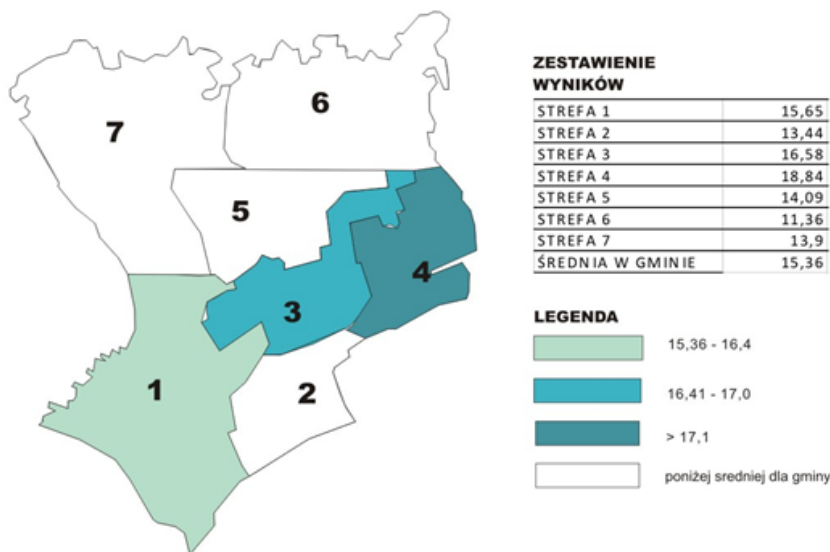 7
6
5
4
3
2
1
ZESTAWIENIE
WYNIKÓW
STREFA 1 15,65
STREFA 2 13,44
STREFA 3 16,58
STREFA 4 18,84
STREFA 5 14,09
STREFA 6 11,36
STREFA 7 13,9
ŚREDNIA W GMINIE 15,36
LEGENDA
15,36 - 16,4
16,41 - 17,0
> 17,1
poniżej sredniej dla gminy